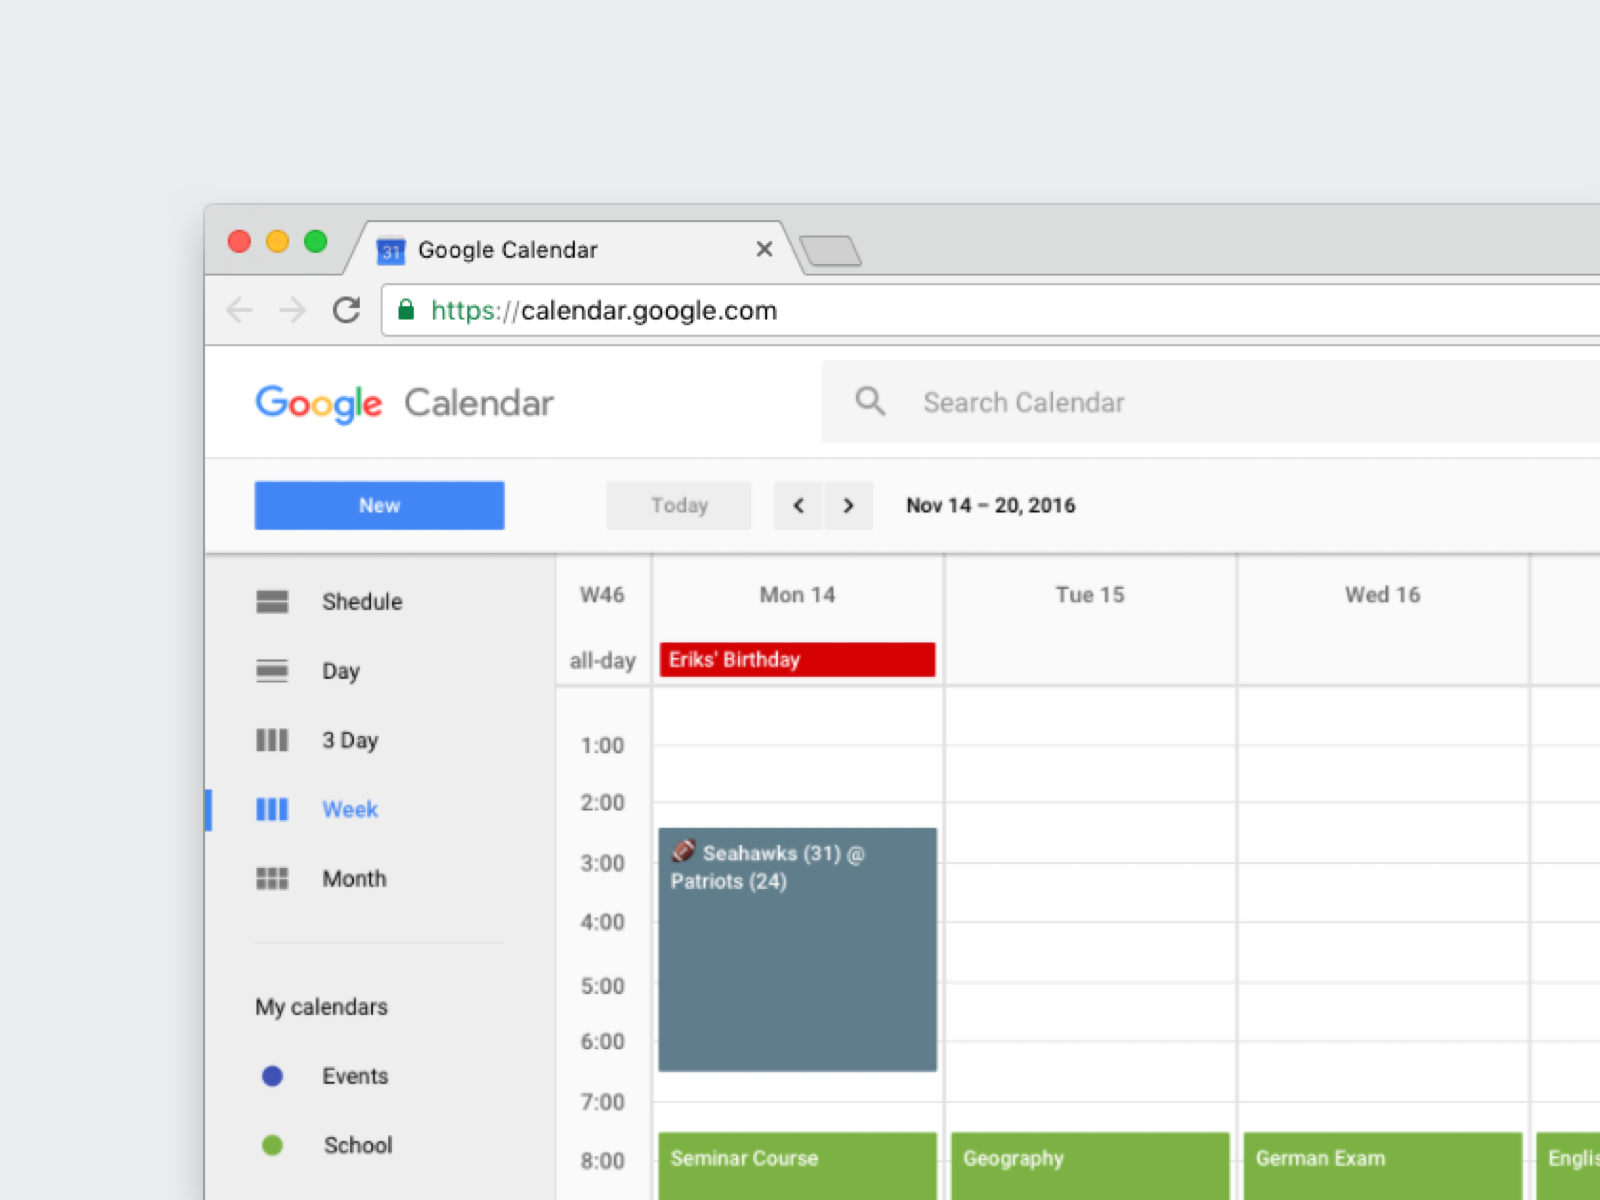 31 Google Calendar
https://calendar.google.com
Google Calendar
Search Calendar
New
Today
Nov 14 – 20, 2016
Shedule
Day
3 Day
Week
Month
My calendars
Events
School
W46
Mon 14
Tue 15
Wed 16
all-day
Eriks' Birthday
1:00
2:00
3:00
4:00
5:00
6:00
7:00
8:00
Seahawks (31) @
Patriots (24)
Seminar Course
Geography
German Exam
Englis